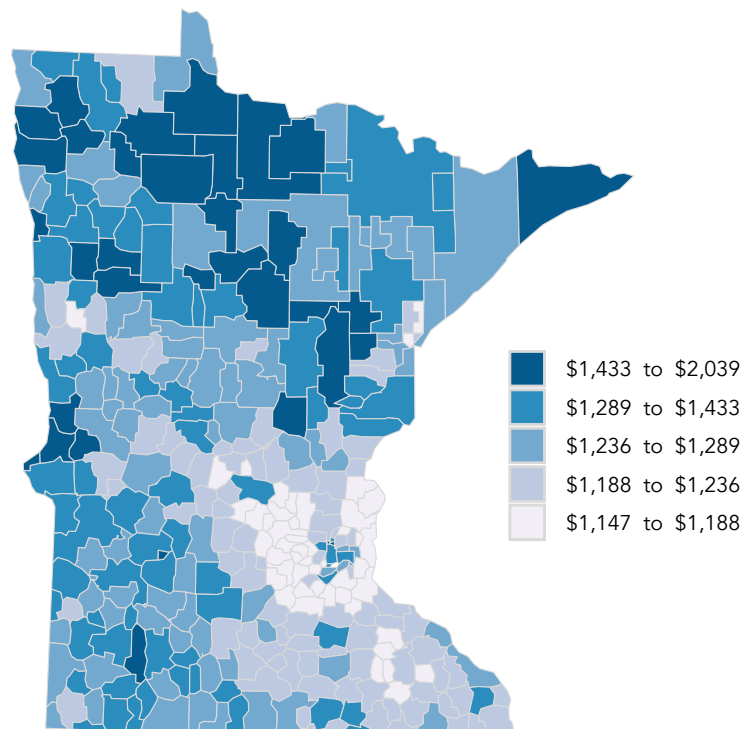 $1,433 to $2,039
$1,289 to $1,433
$1,236 to $1,289
$1,188 to $1,236
$1,147 to $1,188